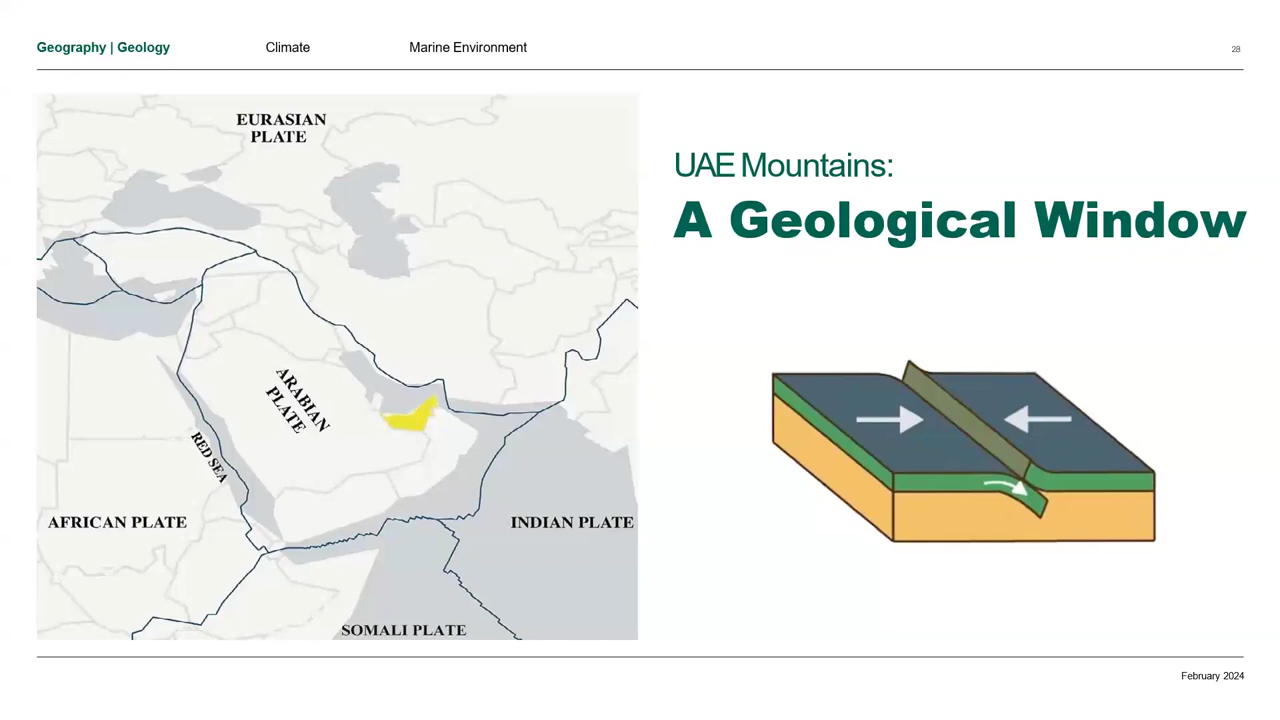 Geography | Geology
Climate
Marine Environment
28
EURASIAN
PLATE
ARABIAN
PLATE
RED SEA
AFRICAN PLATE
INDIAN PLATE
SOMALI PLATE
UAE Mountains:
A Geological Window
February 2024